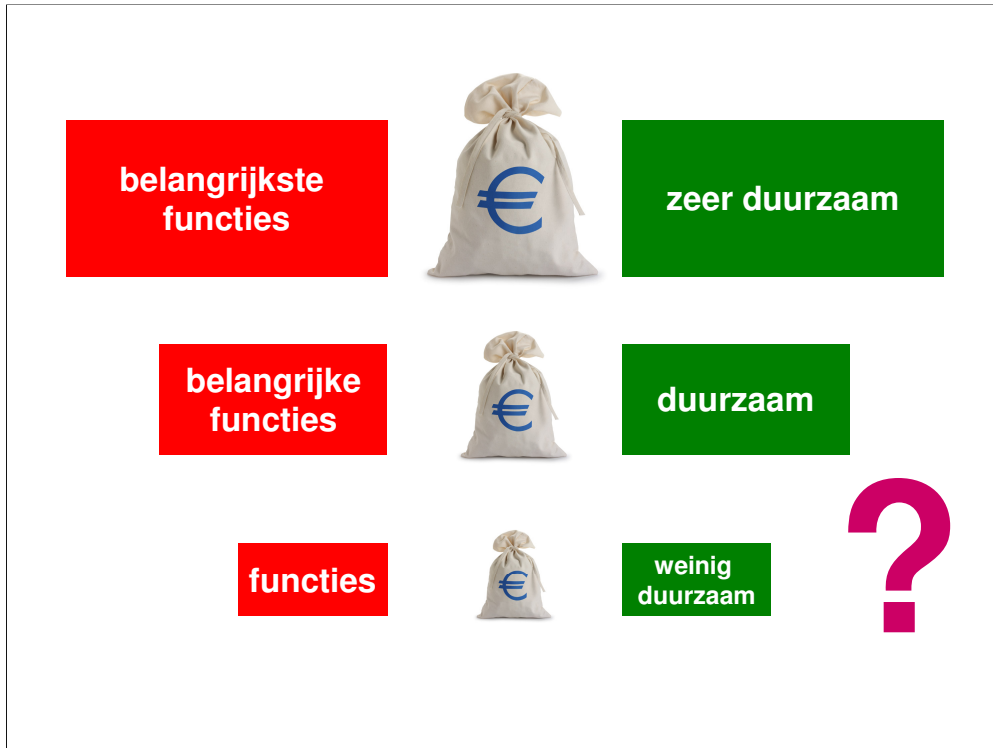 belangrijkste
functies
€
zeer duurzaam
belangrijke
functies
€
duurzaam
functies
€
weinig
duurzaam
?